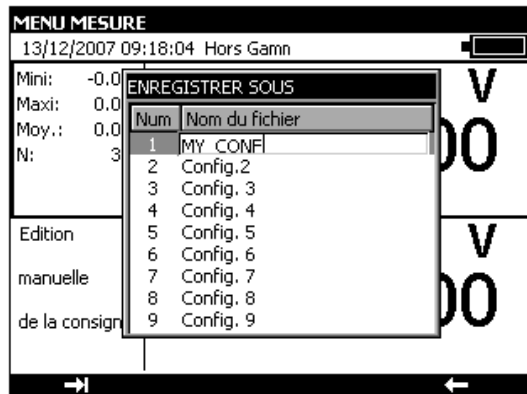 MENU MESURE
13/12/2007 09:18:04 Hors Gamn
Mini: -0.0
Maxi: 0.0
Moy.: 0.0
N: 3
V
00
ENREGISTRER SOUS
Num Nom du fichier
1 MY_CONF
2 Config.2
3 Config. 3
4 Config. 4
5 Config. 5
6 Config. 6
7 Config. 7
8 Config. 8
9 Config. 9
Edition
manuelle
de la consign
V
00